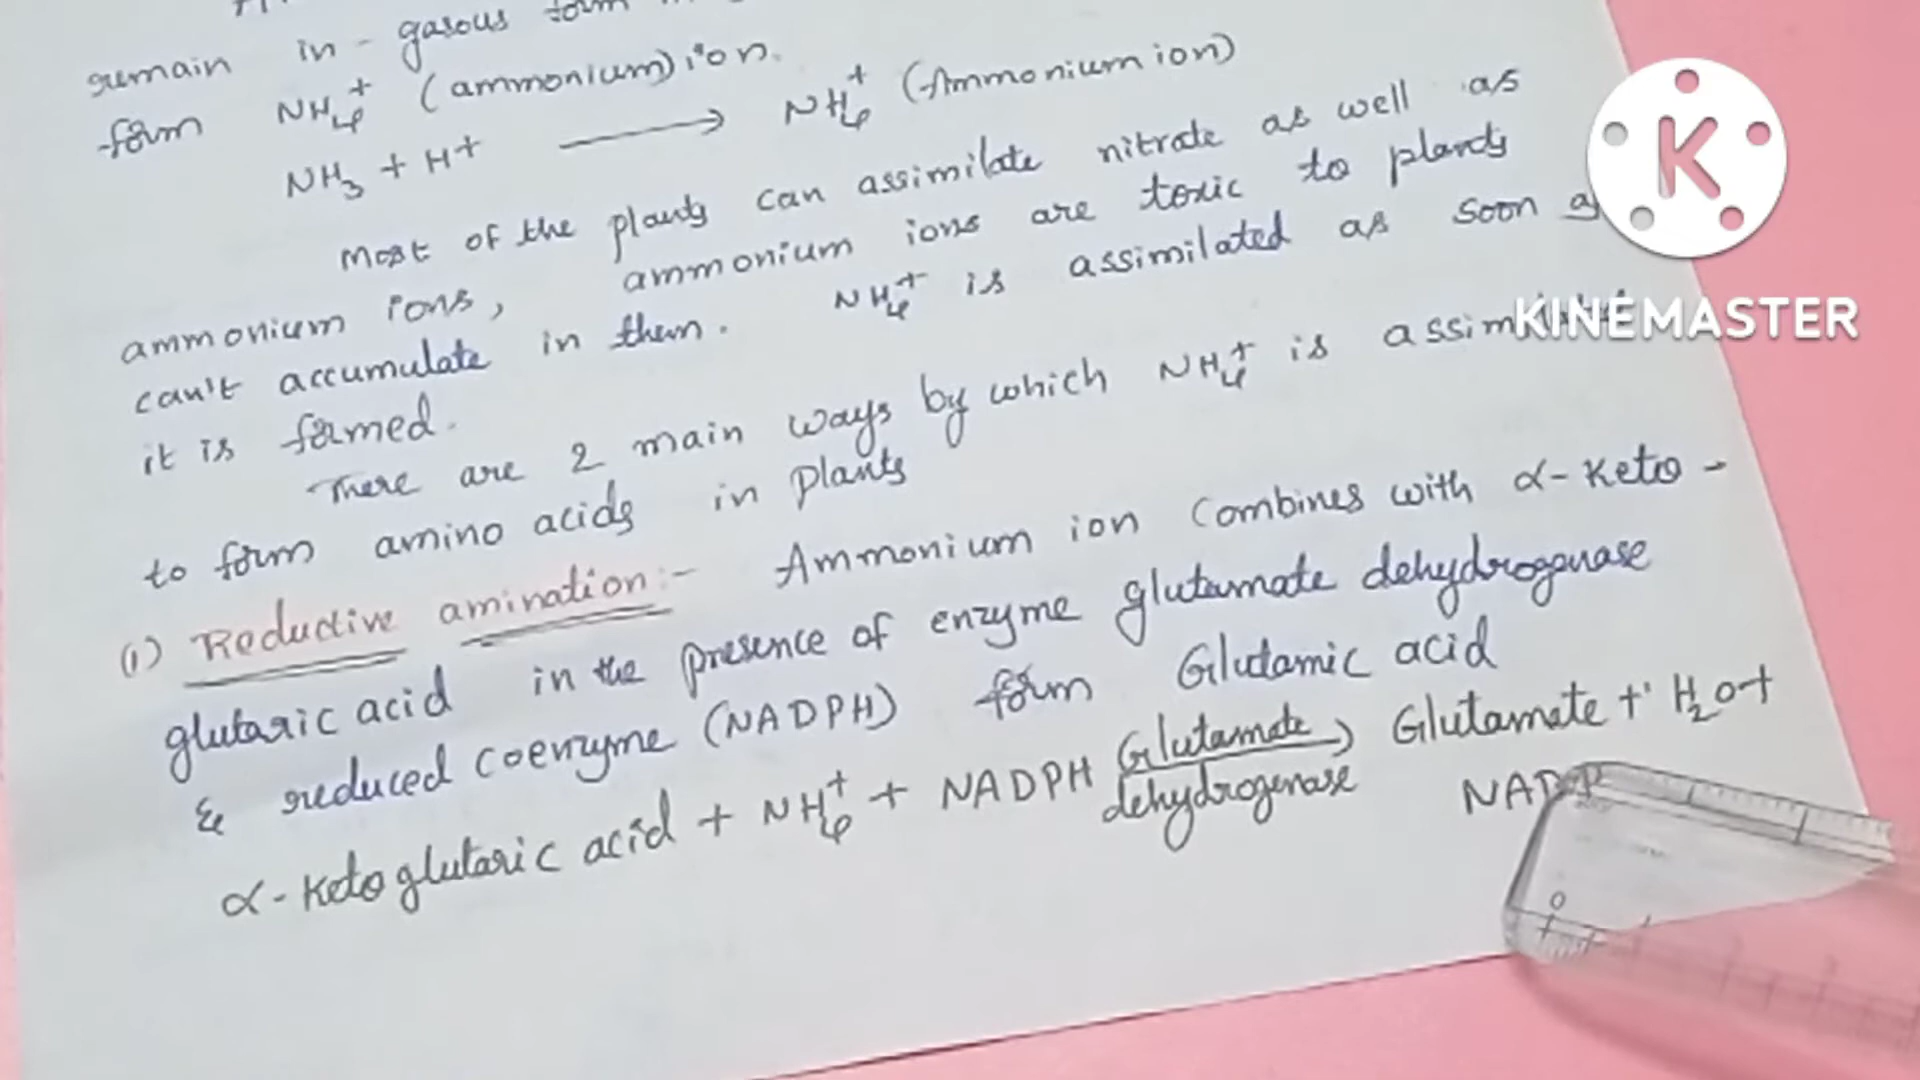 remain in - gasous form
form NH4+ (ammonium) ion.
NH3 + H+ ⟶ NH4+ (Ammonium ion)
Most of the plants can assimilate nitrate as well as
ammonium ions, ammonium ions are toxic to plants
can't accumulate in them. NH4+ is assimilated as soon
it is formed.
There are 2 main ways by which NH4+ is
to form amino acids in plants
(1) Reductive amination:- Ammonium ion combines with α-Keto-
glutaric acid in the presence of enzyme glutamate dehydrogenase
& reduced coenzyme (NADPH) form Glutamic acid
α-Ketoglutaric acid + NH4+ + NADPH Glutamate dehydrogenase ⟶ Glutamate + H2O +
NADP
K
KINEMASTER
0